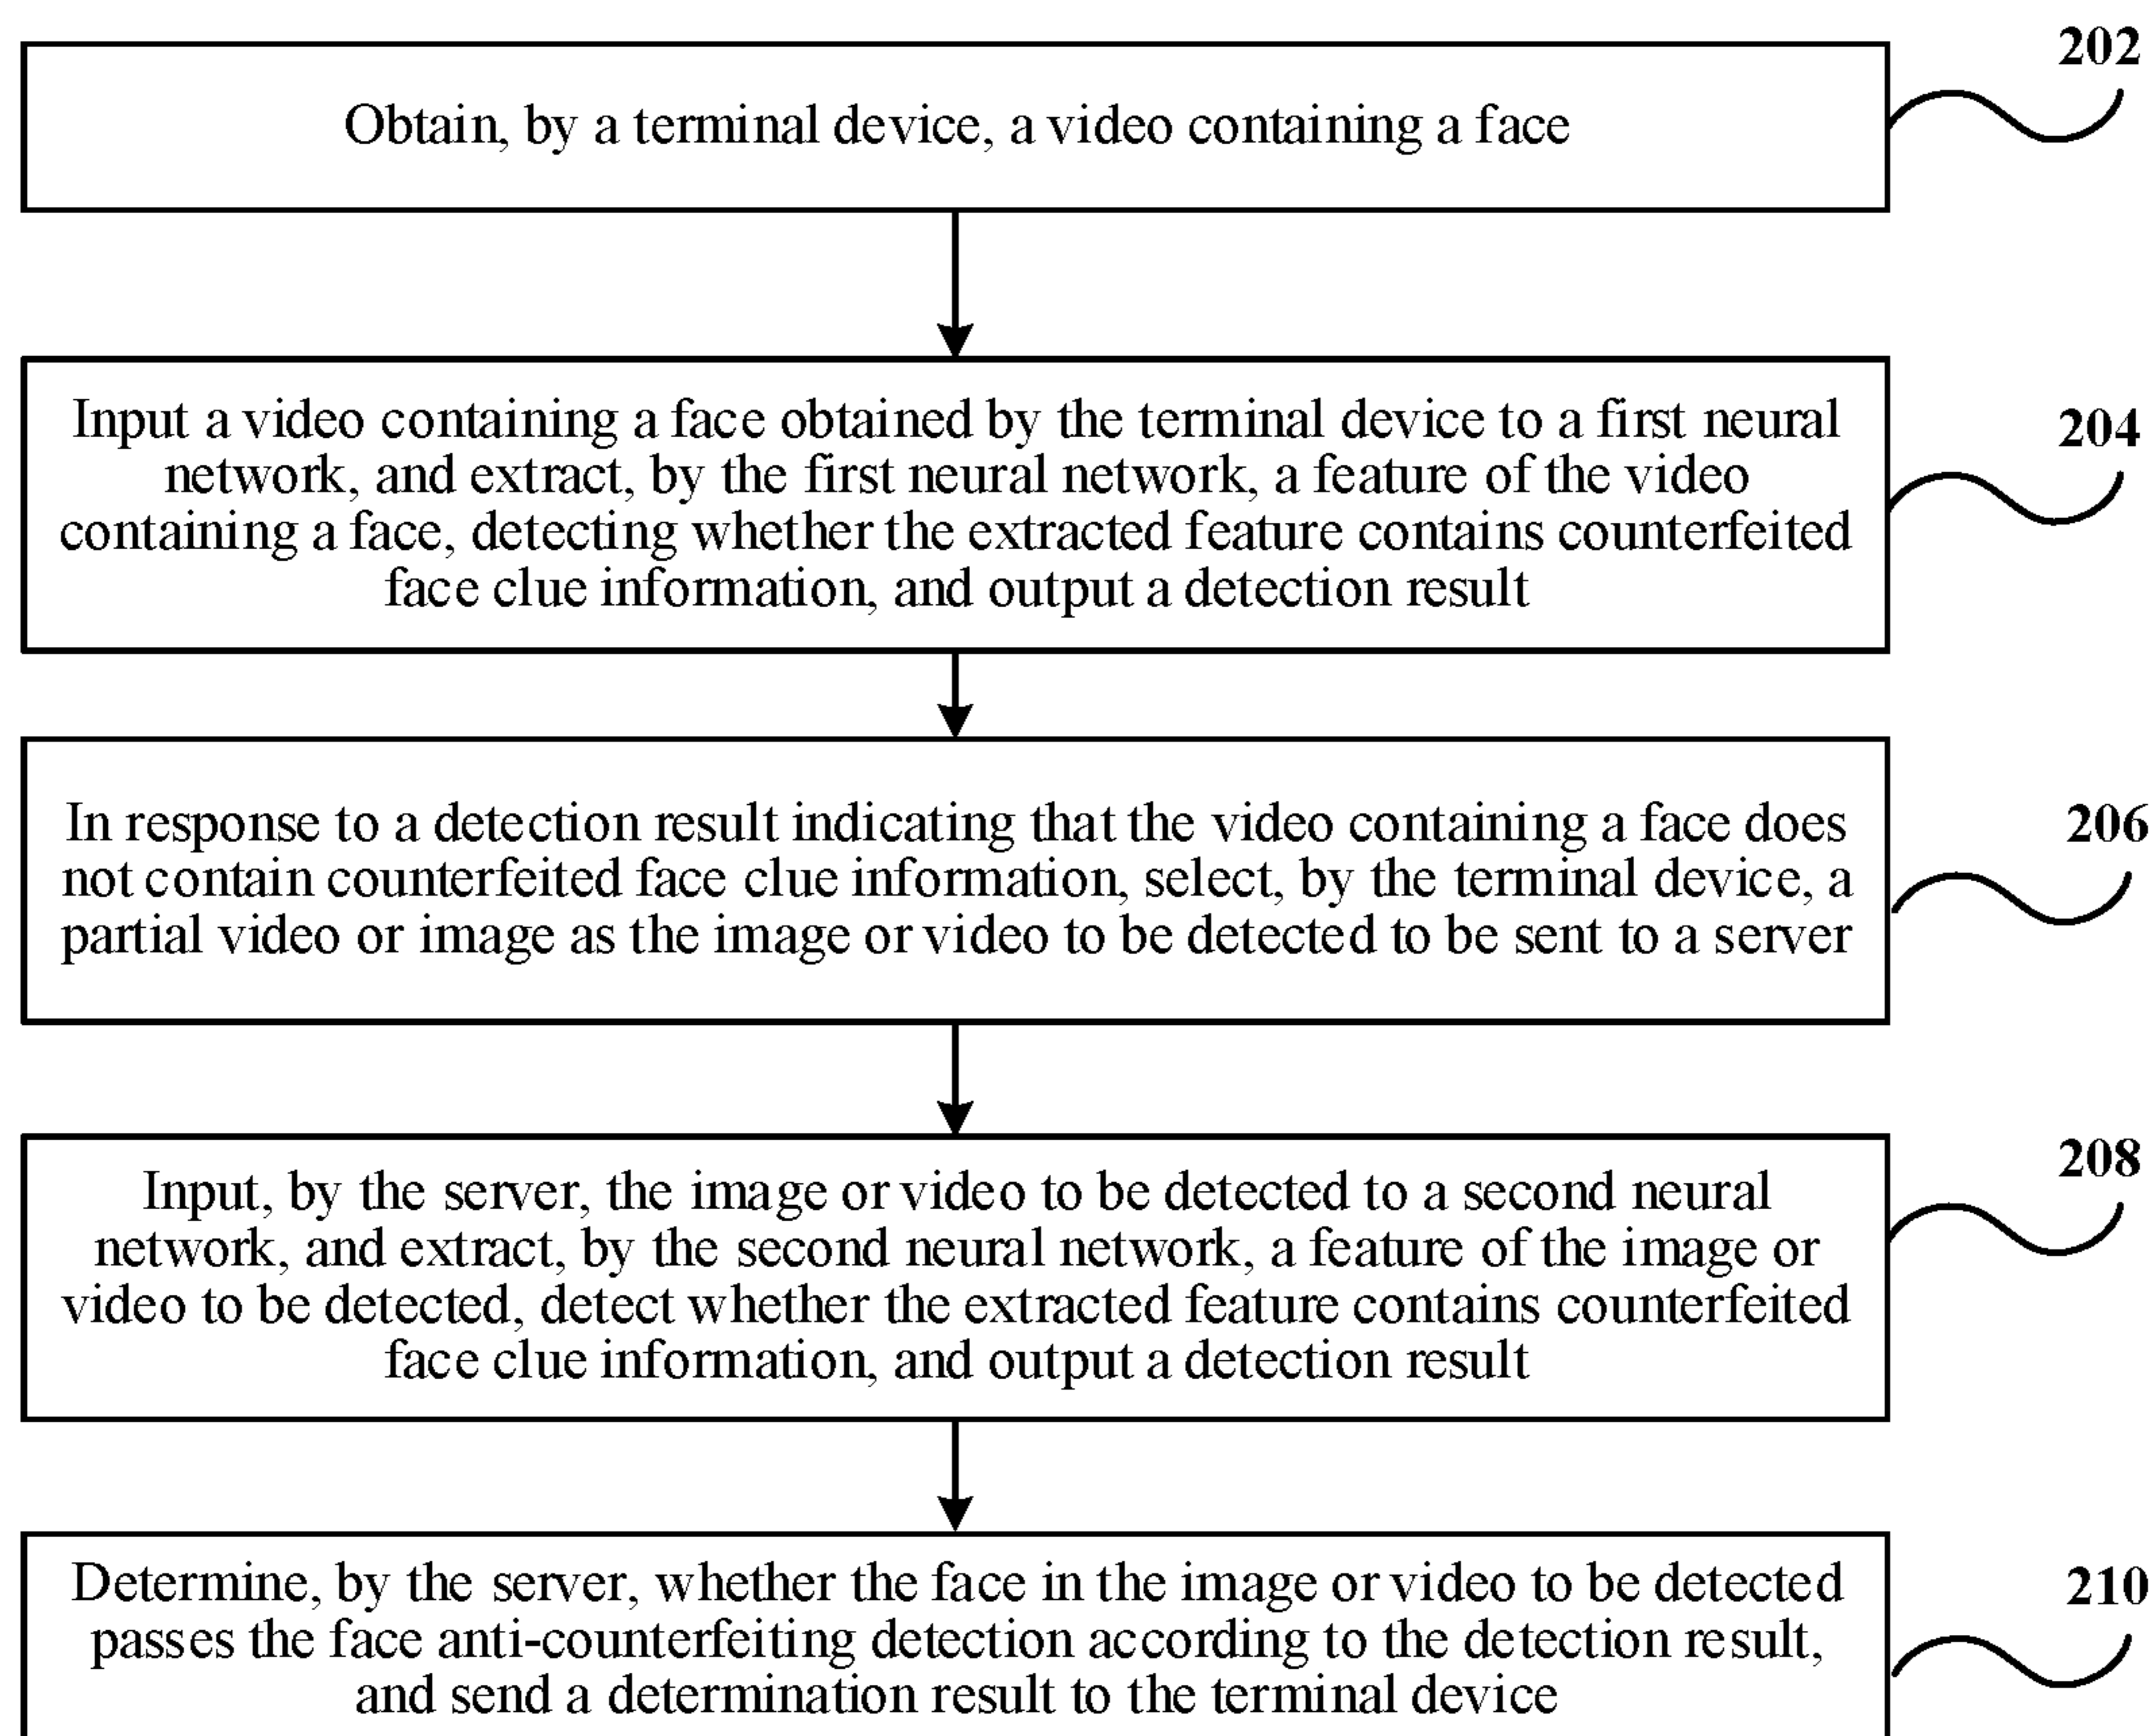 202
Obtain, by a terminal device, a video containing a face
204
Input a video containing a face obtained by the terminal device to a first neural
network, and extract, by the first neural network, a feature of the video
containing a face, detecting whether the extracted feature contains counterfeited
face clue information, and output a detection result
206
In response to a detection result indicating that the video containing a face does
not contain counterfeited face clue information, select, by the terminal device, a
partial video or image as the image or video to be detected to be sent to a server
208
Input, by the server, the image or video to be detected to a second neural
network, and extract, by the second neural network, a feature of the image or
video to be detected, detect whether the extracted feature contains counterfeited
face clue information, and output a detection result
210
Determine, by the server, whether the face in the image or video to be detected
passes the face anti-counterfeiting detection according to the detection result,
and send a determination result to the terminal device